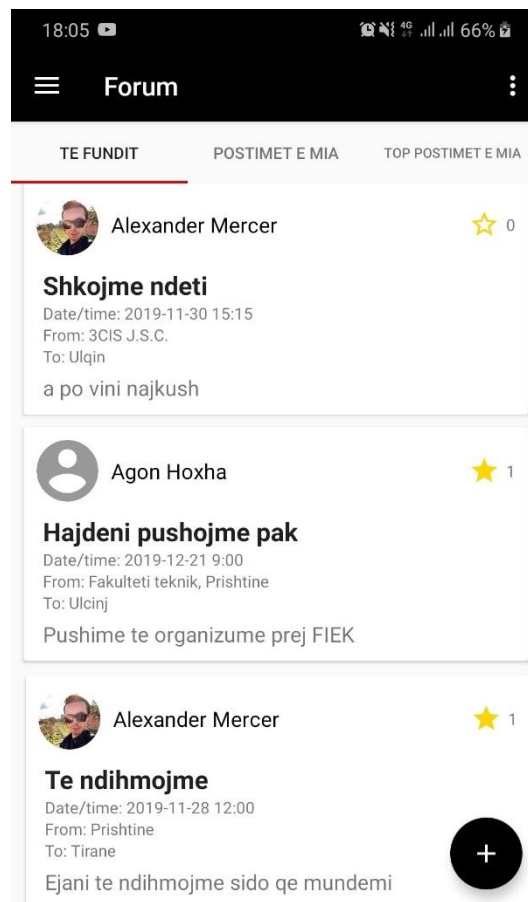 18:05 4G 66%
Forum
TE FUNDIT POSTIMET E MIA TOP POSTIMET E MIA
Alexander Mercer 0
Shkojme ndeti
Date/time: 2019-11-30 15:15
From: 3CIS J.S.C.
To: Ulqin
a po vini najkush
Agon Hoxha 1
Hajdeni pushojme pak
Date/time: 2019-12-21 9:00
From: Fakulteti teknik, Prishtine
To: Ulcinj
Pushime te organizume prej FIEK
Alexander Mercer 1
Te ndihmojme
Date/time: 2019-11-28 12:00
From: Prishtine
To: Tirane
Ejani te ndihmojme sido qe mundemi